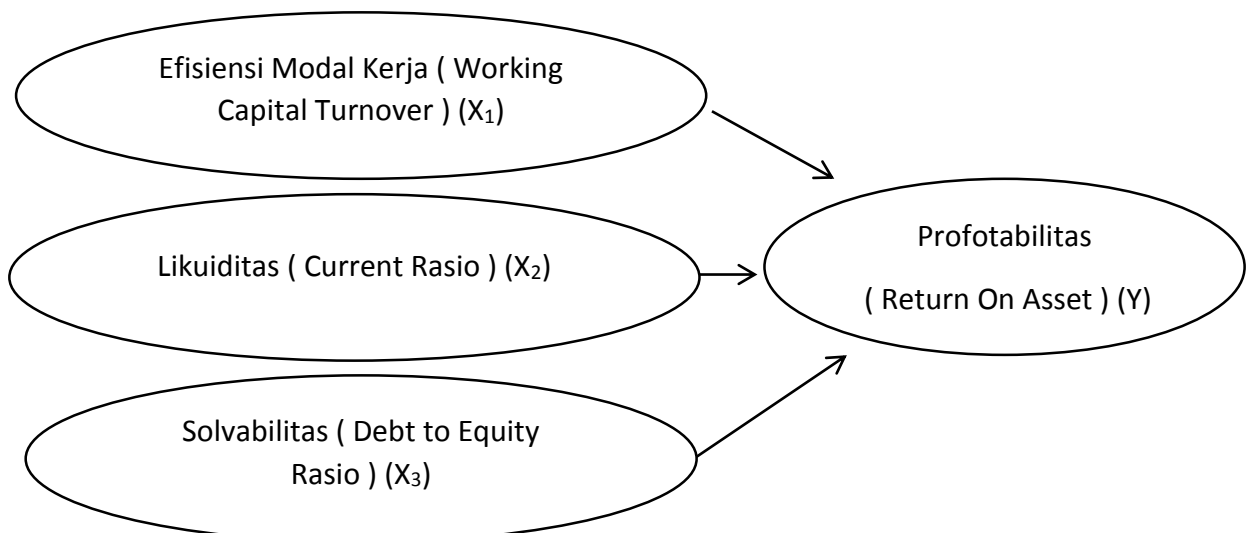 Efisiensi Modal Kerja ( Working
Capital Turnover ) (X₁)
Likuiditas ( Current Rasio ) (X₂)
Profotabilitas
( Return On Asset ) (Y)
Solvabilitas ( Debt to Equity
Rasio ) (X₃)